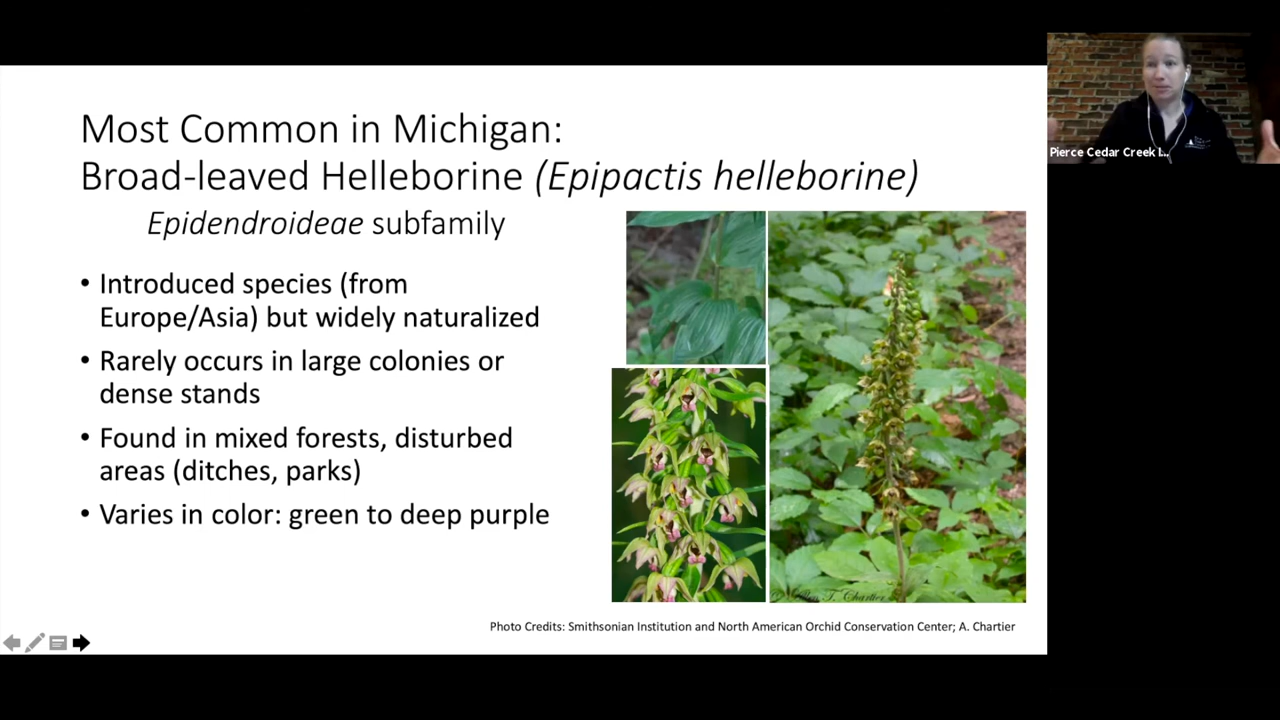 Most Common in Michigan:
Broad-leaved Helleborine (Epipactis helleborine)
Epidendroideae subfamily
• Introduced species (from
Europe/Asia) but widely naturalized
• Rarely occurs in large colonies or
dense stands
• Found in mixed forests, disturbed
areas (ditches, parks)
• Varies in color: green to deep purple
Photo Credits: Smithsonian Institution and North American Orchid Conservation Center; A. Chartier
Pierce Cedar Creek I...